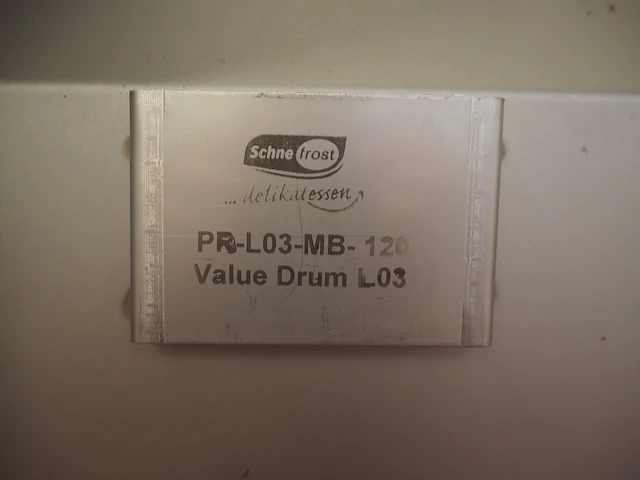 Schne frost
... delikatessen
PR-L03-MB- 120
Value Drum L03